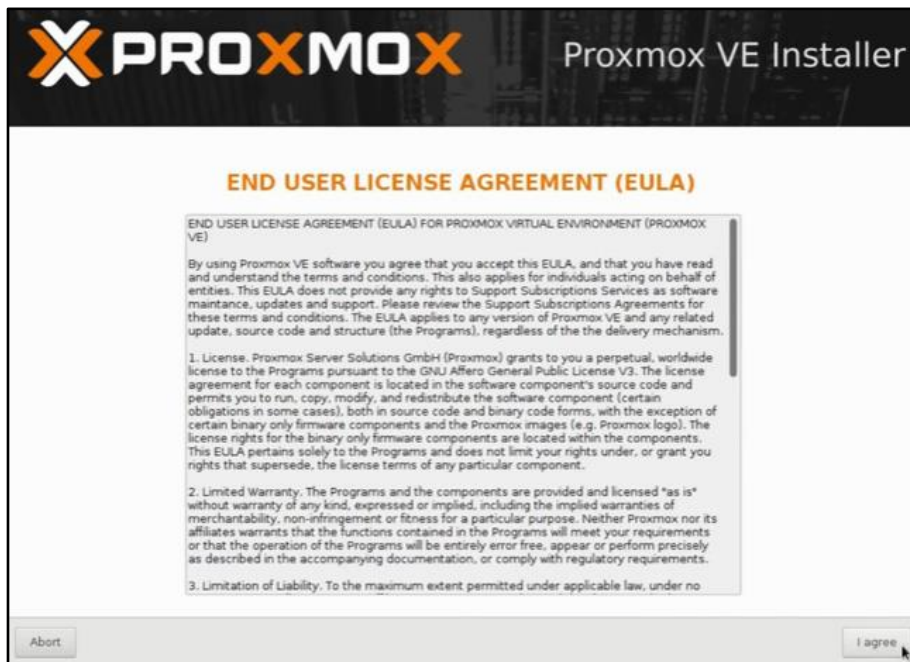 PROXMOX
Proxmox VE Installer
END USER LICENSE AGREEMENT (EULA)
END USER LICENSE AGREEMENT (EULA) FOR PROXMOX VIRTUAL ENVIRONMENT (PROXMOX
VE)
By using Proxmox VE software you agree that you accept this EULA, and that you have read
and understand the terms and conditions. This also applies for individuals acting on behalf of
entities. This EULA does not provide any rights to Support Subscriptions Services as software
maintance, updates and support. Please review the Support Subscriptions Agreements for
these terms and conditions. The EULA applies to any version of Proxmox VE and any related
update, source code and structure (the Programs), regardless of the the delivery mechanism.
1. License. Proxmox Server Solutions GmbH (Proxmox) grants to you a perpetual, worldwide
license to the Programs pursuant to the GNU Affero General Public License V3. The license
agreement for each component is located in the software component's source code and
permits you to run, copy, modify, and redistribute the software component (certain
obligations in some cases), both in source code and binary code forms, with the exception of
certain binary only firmware components and the Proxmox images (e.g. Proxmox logo). The
license rights for the binary only firmware components are located within the components.
This EULA pertains solely to the Programs and does not limit your rights under, or grant you
rights that supersede, the license terms of any particular component.
2. Limited Warranty. The Programs and the components are provided and licensed "as is"
without warranty of any kind, expressed or implied, including the implied warranties of
merchantability, non-infringement or fitness for a particular purpose. Neither Proxmox nor its
affiliates warrants that the functions contained in the Programs will meet your requirements
or that the operation of the Programs will be entirely error free, appear or perform precisely
as described in the accompanying documentation, or comply with regulatory requirements.
3. Limitation of Liability. To the maximum extent permitted under applicable law, under no
Abort
I agree